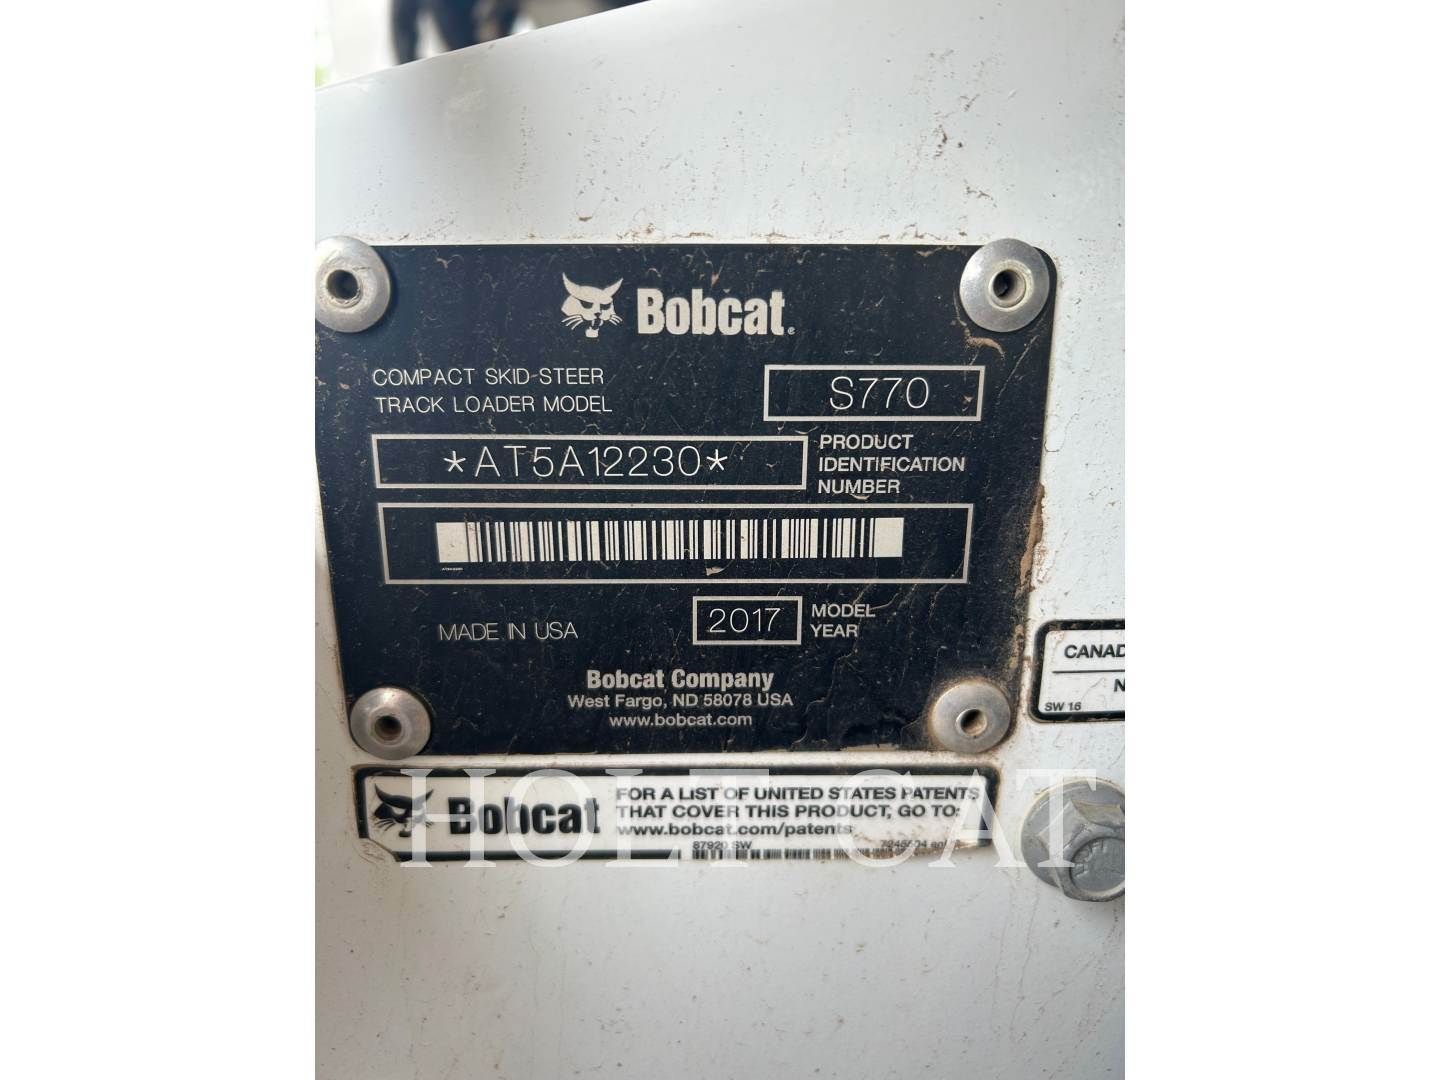 Bobcat
COMPACT SKID-STEER
TRACK LOADER MODEL
S770
*AT5A12230*
PRODUCT
IDENTIFICATION
NUMBER
MADE IN USA
2017
MODEL
YEAR
Bobcat Company
West Fargo, ND 58078 USA
www.bobcat.com
CANAD
N
SW 16
Bobcat
FOR A LIST OF UNITED STATES PATENTS
THAT COVER THIS PRODUCT, GO TO:
www.bobcat.com/patents
87920 SW
HOLT CAT